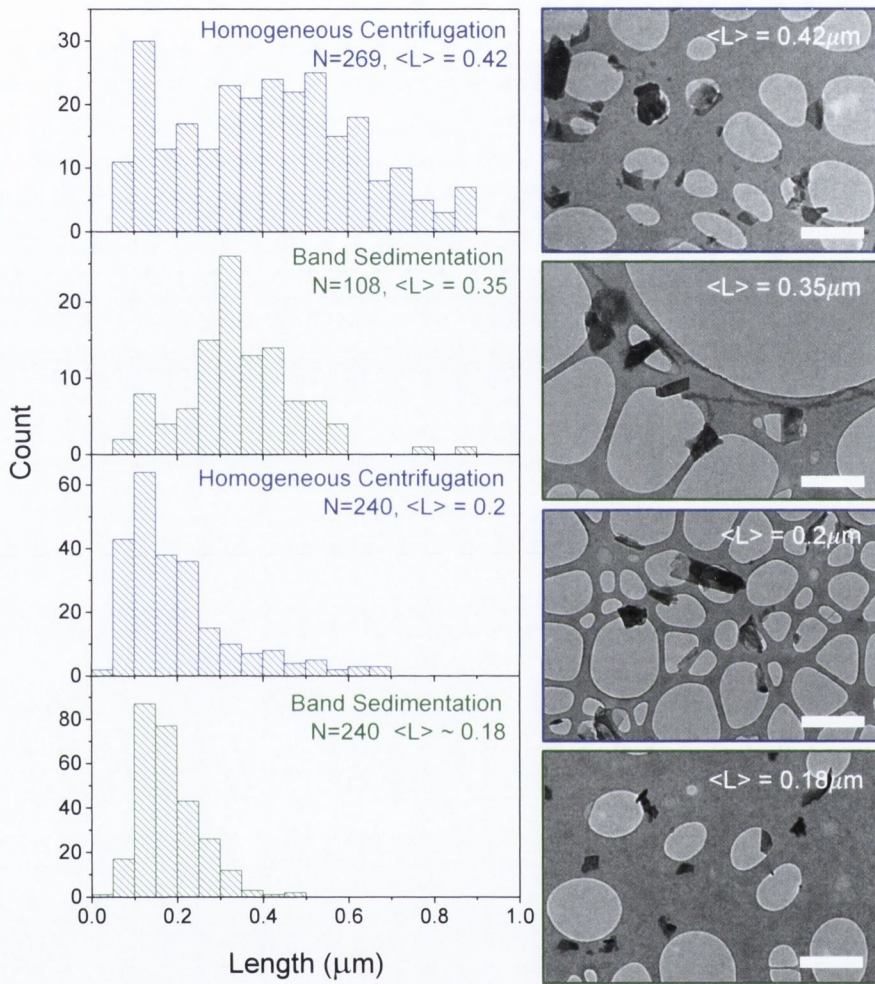 Homogeneous Centrifugation
N=269, <L> = 0.42
30
20
10
0
Band Sedimentation
N=108, <L> = 0.35
20
10
0
Homogeneous Centrifugation
N=240, <L> = 0.2
60
40
20
0
Band Sedimentation
N=240 <L> ~ 0.18
80
60
40
20
0
0.0 0.2 0.4 0.6 0.8 1.0
Length (μm)
Count
<L> = 0.42μm
<L> = 0.35μm
<L> = 0.2μm
<L> = 0.18μm